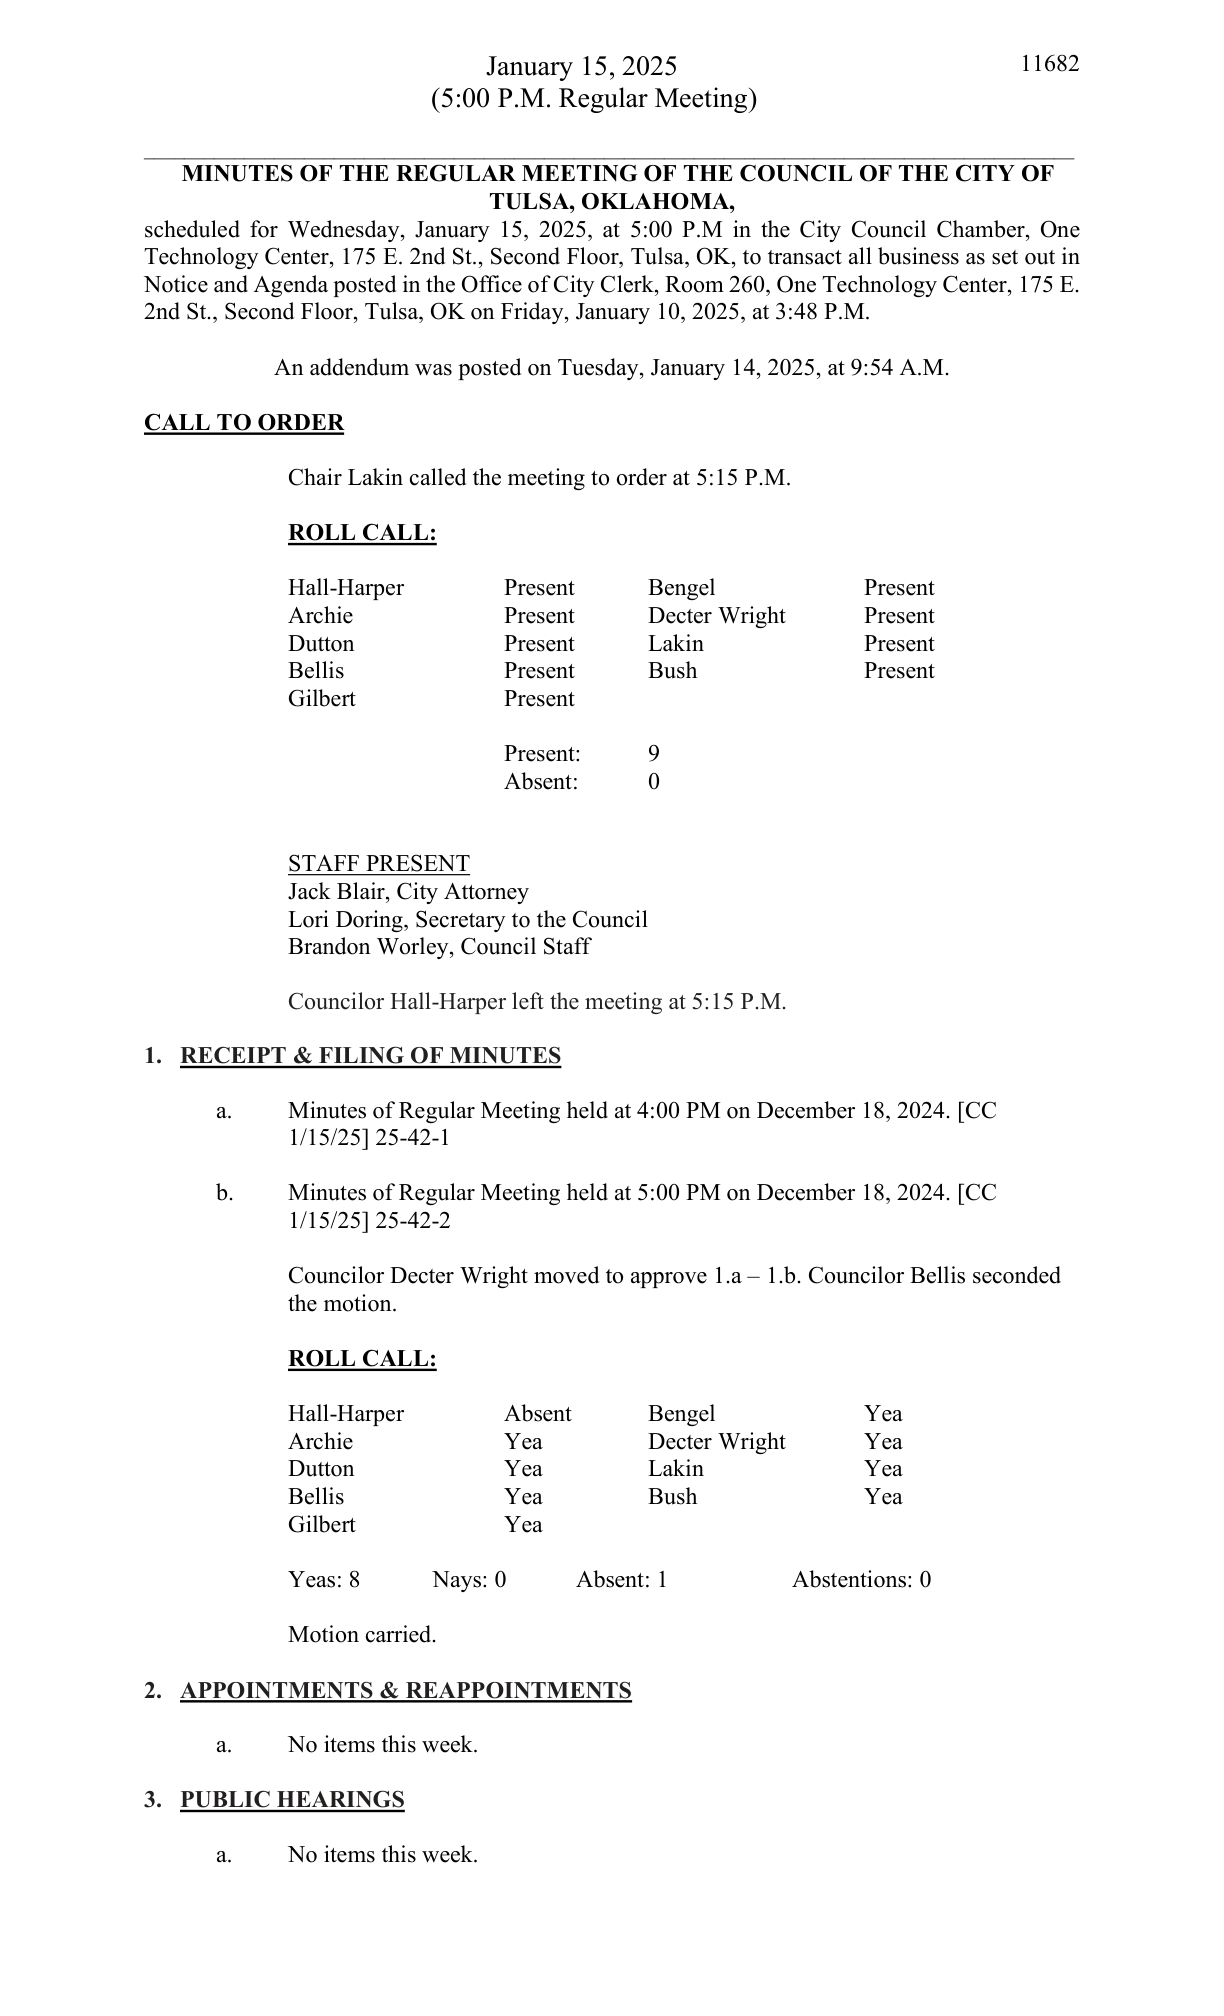 January 15, 2025 11682
(5:00 P.M. Regular Meeting)
MINUTES OF THE REGULAR MEETING OF THE COUNCIL OF THE CITY OF
TULSA, OKLAHOMA,
scheduled for Wednesday, January 15, 2025, at 5:00 P.M in the City Council Chamber, One
Technology Center, 175 E. 2nd St., Second Floor, Tulsa, OK, to transact all business as set out in
Notice and Agenda posted in the Office of City Clerk, Room 260, One Technology Center, 175 E.
2nd St., Second Floor, Tulsa, OK on Friday, January 10, 2025, at 3:48 P.M.
An addendum was posted on Tuesday, January 14, 2025, at 9:54 A.M.
CALL TO ORDER
Chair Lakin called the meeting to order at 5:15 P.M.
ROLL CALL:
Hall-Harper Present Bengel Present
Archie Present Decter Wright Present
Dutton Present Lakin Present
Bellis Present Bush Present
Gilbert Present
Present: 9
Absent: 0
STAFF PRESENT
Jack Blair, City Attorney
Lori Doring, Secretary to the Council
Brandon Worley, Council Staff
Councilor Hall-Harper left the meeting at 5:15 P.M.
1. RECEIPT & FILING OF MINUTES
a. Minutes of Regular Meeting held at 4:00 PM on December 18, 2024. [CC
1/15/25] 25-42-1
b. Minutes of Regular Meeting held at 5:00 PM on December 18, 2024. [CC
1/15/25] 25-42-2
Councilor Decter Wright moved to approve 1.a – 1.b. Councilor Bellis seconded
the motion.
ROLL CALL:
Hall-Harper Absent Bengel Yea
Archie Yea Decter Wright Yea
Dutton Yea Lakin Yea
Bellis Yea Bush Yea
Gilbert Yea
Yeas: 8 Nays: 0 Absent: 1 Abstentions: 0
Motion carried.
2. APPOINTMENTS & REAPPOINTMENTS
a. No items this week.
3. PUBLIC HEARINGS
a. No items this week.